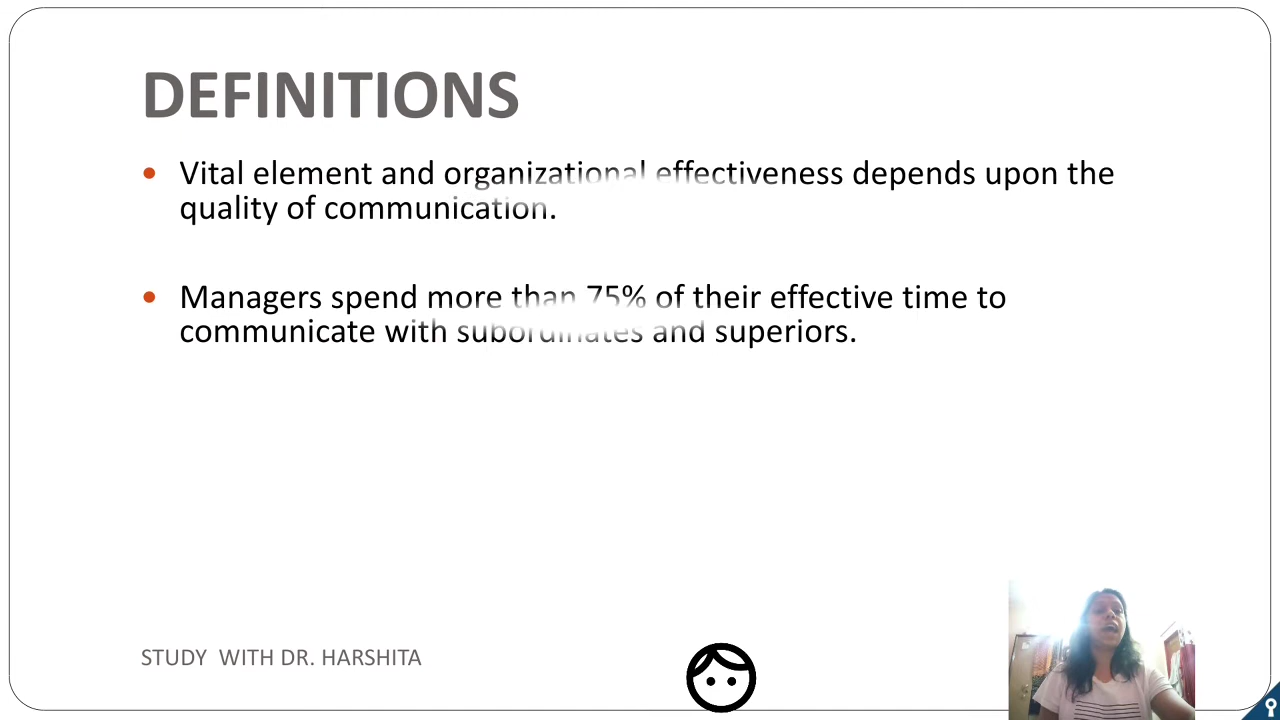 DEFINITIONS
• Vital element and organizational effectiveness depends upon the
quality of communication.
• Managers spend more than 75% of their effective time to
communicate with subordinates and superiors.
STUDY WITH DR. HARSHITA